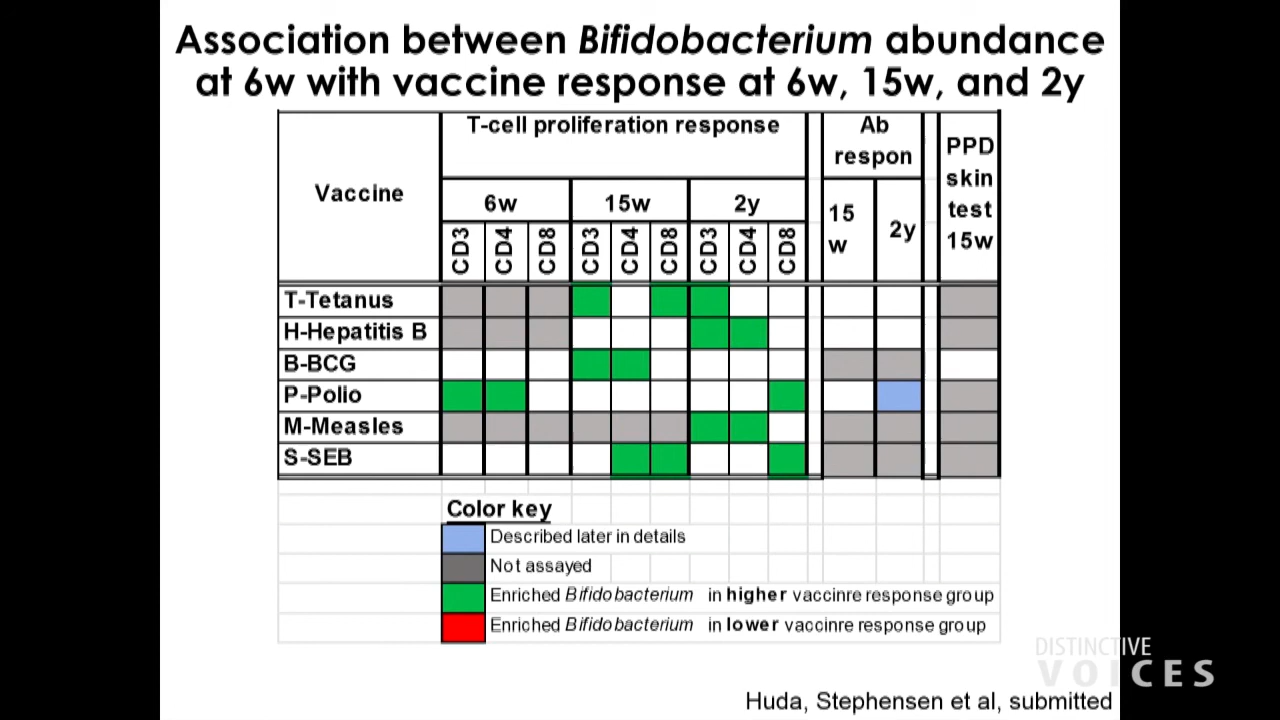 Association between Bifidobacterium abundance
at 6w with vaccine response at 6w, 15w, and 2y
Vaccine
T-cell proliferation response
Ab
respon
PPD
skin
test
15w
6w
15w
2y
15
w
2y
CD3
CD4
CD8
CD3
CD4
CD8
CD3
CD4
CD8
T-Tetanus
H-Hepatitis B
B-BCG
P-Polio
M-Measles
S-SEB
Color key
Described later in details
Not assayed
Enriched Bifidobacterium in higher vaccinre response group
Enriched Bifidobacterium in lower vaccinre response group
DISTINCTIVE
VOICES
Huda, Stephensen et al, submitted